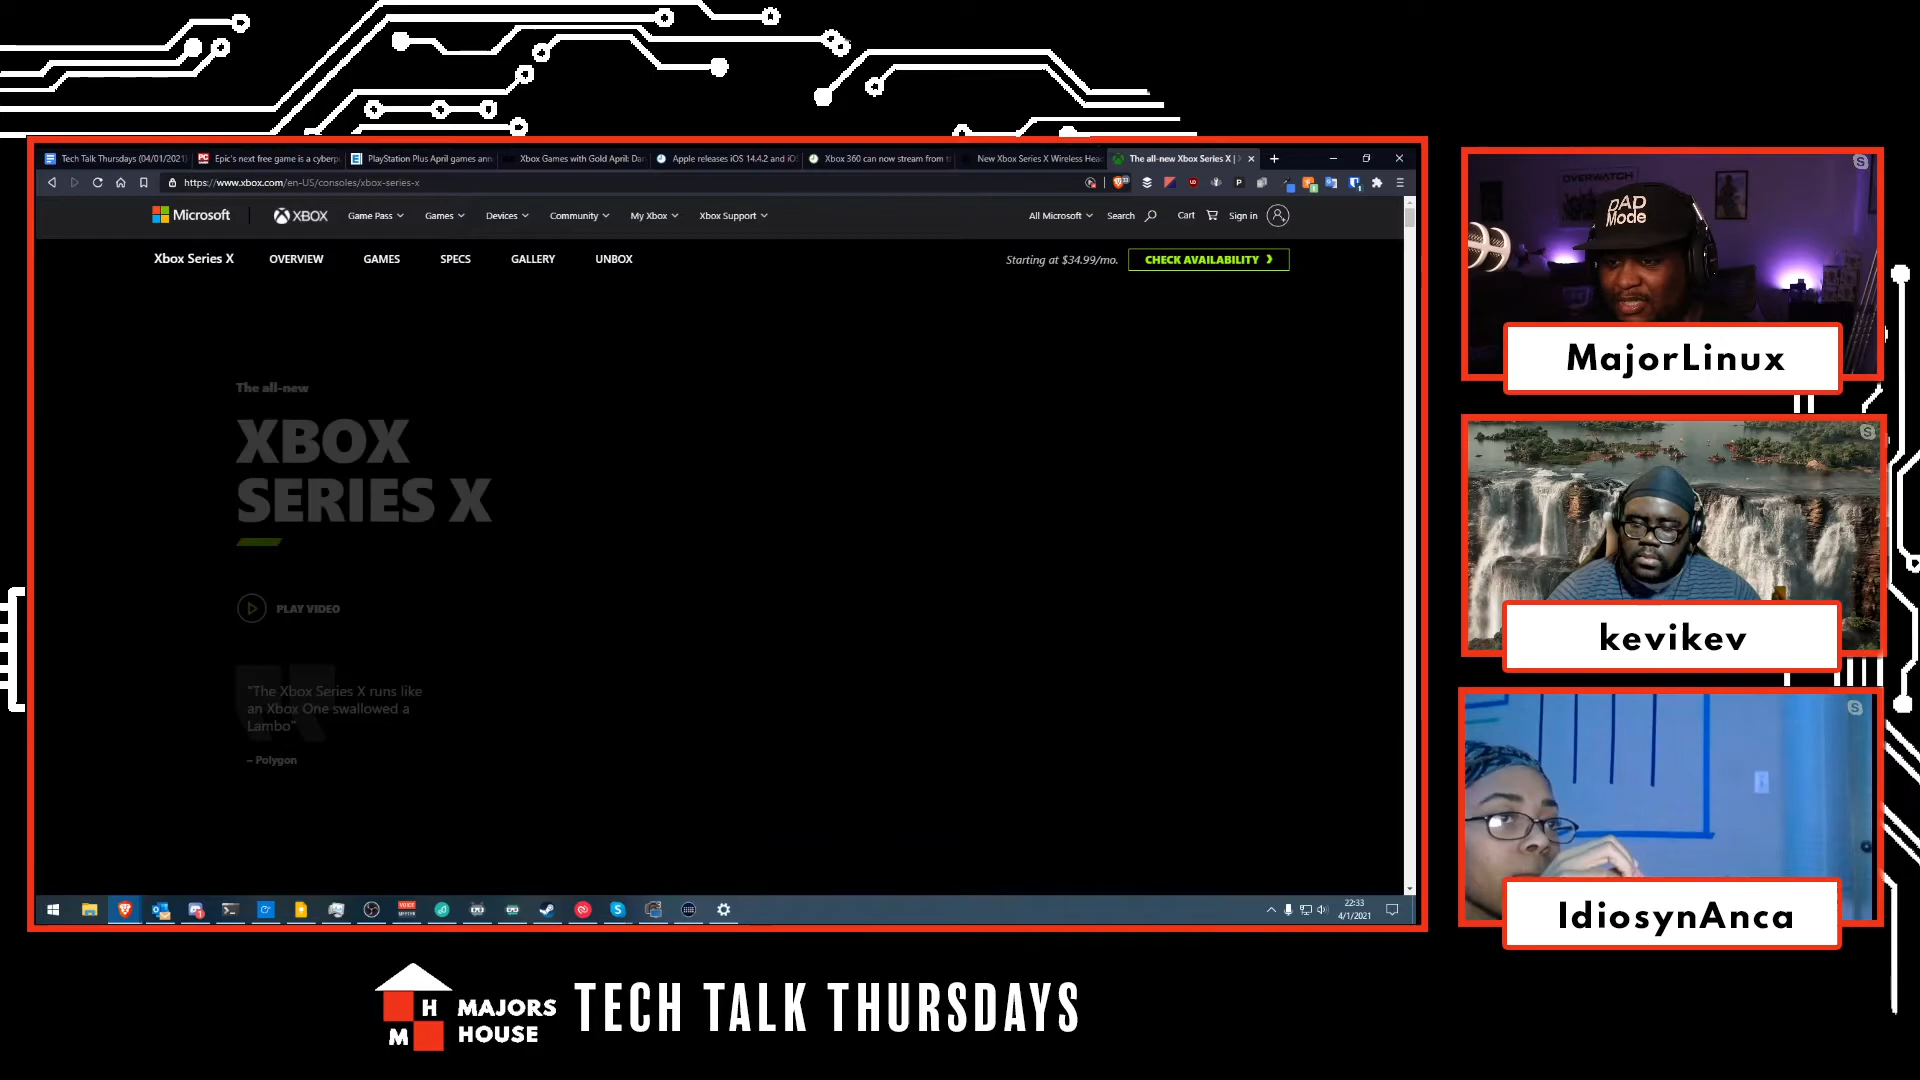 Tech Talk Thursdays (04/01/2021)
Epic's next free game is a cyberp
PlayStation Plus April games ann
Xbox Games with Gold April: Da
Apple releases iOS 14.4.2 and iO
Xbox 360 can now stream from t
New Xbox Series X Wireless Hea
The all-new Xbox Series X |
https://www.xbox.com/en-US/consoles/xbox-series-x
Microsoft XBOX Game Pass Games Devices Community My Xbox Xbox Support All Microsoft Search Cart Sign in
Xbox Series X OVERVIEW GAMES SPECS GALLERY UNBOX Starting at $34.99/mo. CHECK AVAILABILITY
The all-new
XBOX
SERIES X
PLAY VIDEO
"The Xbox Series X runs like
an Xbox One swallowed a
Lambo"
– Polygon
22:33
4/1/2021
OVERWATCH
DAD
Mode
MajorLinux
kevikev
IdiosynAnca
H
M
MAJORS
HOUSE
TECH TALK THURSDAYS